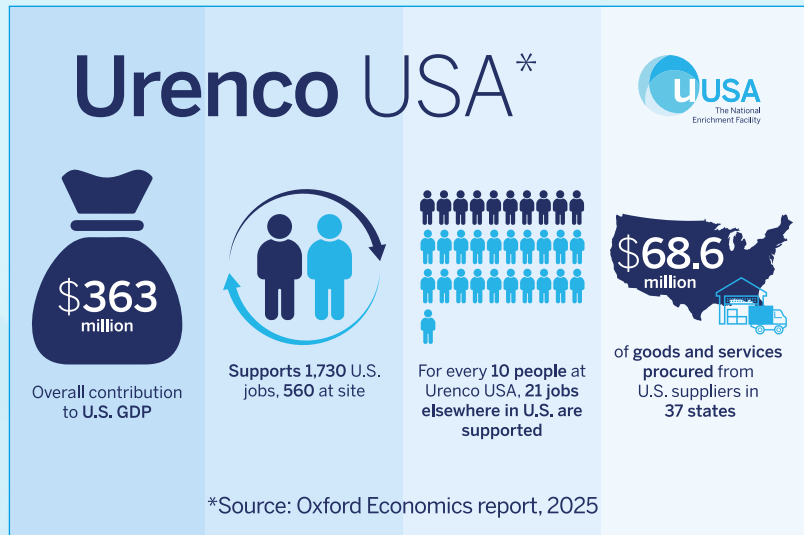 Urenco USA*
uUSA
The National
Enrichment Facility
$363
million
Overall contribution
to U.S. GDP
Supports 1,730 U.S.
jobs, 560 at site
For every 10 people at
Urenco USA, 21 jobs
elsewhere in U.S. are
supported
$68.6
million
of goods and services
procured from
U.S. suppliers in
37 states
*Source: Oxford Economics report, 2025